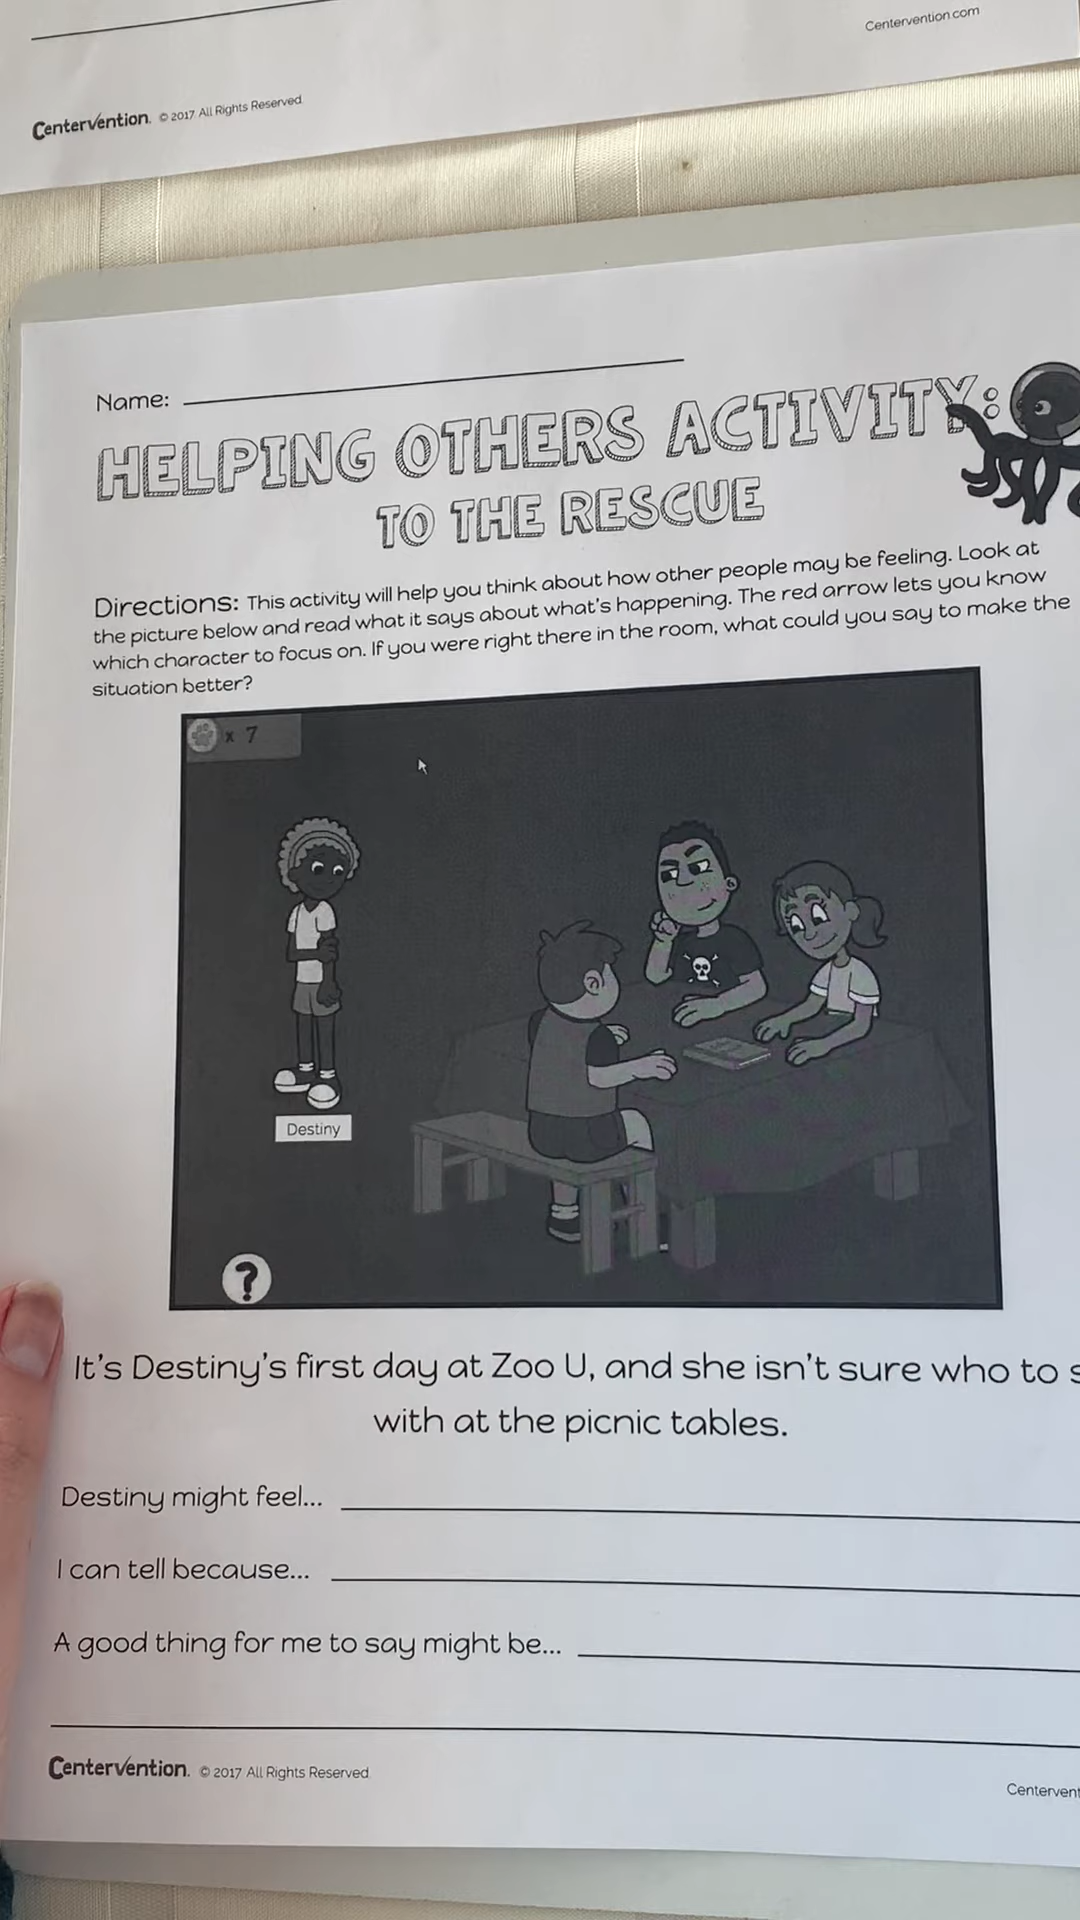 Centervention.com
Centervention. © 2017 All Rights Reserved.
Name:
HELPING OTHERS ACTIVITY:
TO THE RESCUE
Directions: This activity will help you think about how other people may be feeling. Look at
the picture below and read what it says about what's happening. The red arrow lets you know
which character to focus on. If you were right there in the room, what could you say to make the
situation better?
x 7
Destiny
?
It's Destiny's first day at Zoo U, and she isn't sure who to
with at the picnic tables.
Destiny might feel...
I can tell because...
A good thing for me to say might be...
Centervention. © 2017 All Rights Reserved.